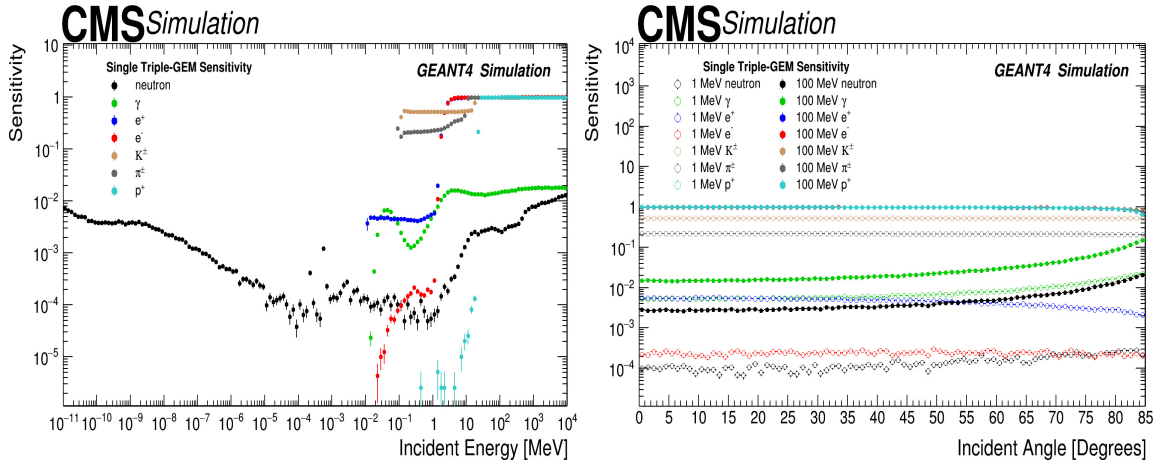 CMS Simulation
Sensitivity
10
1
10⁻¹
10⁻²
10⁻³
10⁻⁴
10⁻⁵
Single Triple-GEM Sensitivity
neutron
γ
e⁺
e⁻
K±
π±
p⁺
GEANT4 Simulation
10⁻¹¹ 10⁻¹⁰ 10⁻⁹ 10⁻⁸ 10⁻⁷ 10⁻⁶ 10⁻⁵ 10⁻⁴ 10⁻³ 10⁻² 10⁻¹ 1 10 10² 10³ 10⁴
Incident Energy [MeV]
CMS Simulation
Sensitivity
10⁴
10³
10²
10
1
10⁻¹
10⁻²
10⁻³
10⁻⁴
Single Triple-GEM Sensitivity
1 MeV neutron 100 MeV neutron
1 MeV γ 100 MeV γ
1 MeV e⁺ 100 MeV e⁺
1 MeV e⁻ 100 MeV e⁻
1 MeV K± 100 MeV K±
1 MeV π± 100 MeV π±
1 MeV p⁺ 100 MeV p⁺
GEANT4 Simulation
0 5 10 15 20 25 30 35 40 45 50 55 60 65 70 75 80 85
Incident Angle [Degrees]